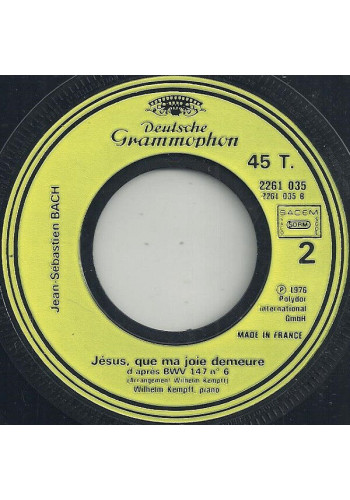 Deutsche
Grammophon
45 T.
2261 035
2261 035 B
SACEM
SDRM
2
Jean-Sébastien BACH
℗ 1976
Polydor
international
GmbH
MADE IN FRANCE
Jésus, que ma joie demeure
d'après BWV 147 n° 6
(Arrangement Wilhelm Kempff)
Wilhelm Kempff, piano